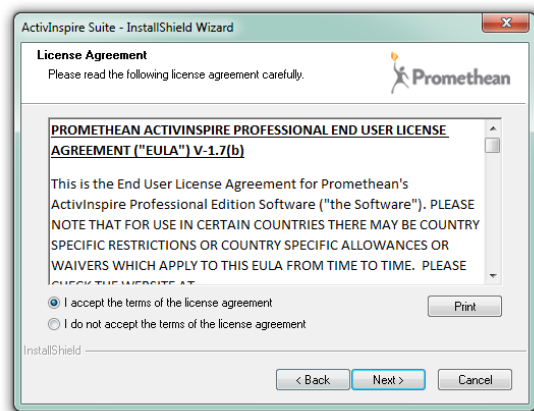 ActivInspire Suite - InstallShield Wizard
License Agreement
Please read the following license agreement carefully.
Promethean
PROMETHEAN ACTIVINSPIRE PROFESSIONAL END USER LICENSE
AGREEMENT ("EULA") V-1.7(b)
This is the End User License Agreement for Promethean's
ActivInspire Professional Edition Software ("the Software"). PLEASE
NOTE THAT FOR USE IN CERTAIN COUNTRIES THERE MAY BE COUNTRY
SPECIFIC RESTRICTIONS OR COUNTRY SPECIFIC ALLOWANCES OR
WAIVERS WHICH APPLY TO THIS EULA FROM TIME TO TIME. PLEASE
CHECK THE WEBSITE AT
I accept the terms of the license agreement
Print
I do not accept the terms of the license agreement
InstallShield
< Back
Next >
Cancel